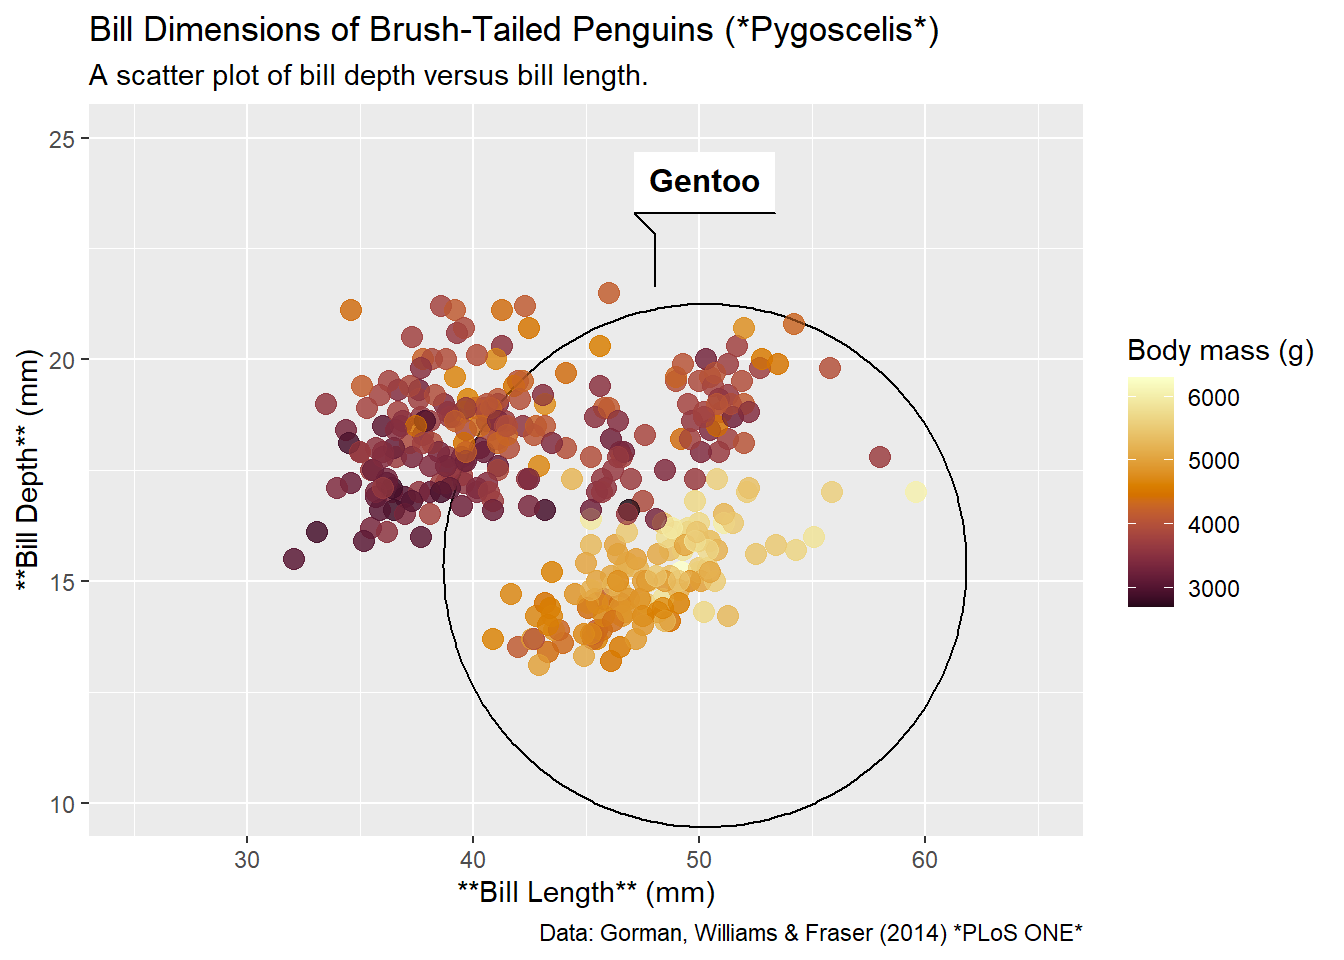 Bill Dimensions of Brush-Tailed Penguins (*Pygoscelis*)
A scatter plot of bill depth versus bill length.
25
20
15
10
**Bill Depth** (mm)
Gentoo
30
40
50
60
**Bill Length** (mm)
Body mass (g)
6000
5000
4000
3000
Data: Gorman, Williams & Fraser (2014) *PLoS ONE*